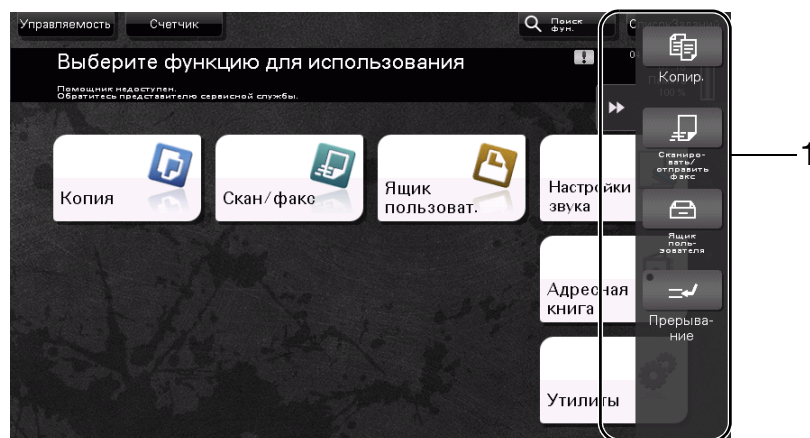 Управляемость
Счетчик
Поиск
фун.
Выберите функцию для использования
Помощник недоступен.
Обратитесь представителю сервисной службы.
100 %
Копия
Скан/факс
Ящик
пользоват.
Настройки
звука
Адресная
книга
Утилиты
Копир.
Сканиро-
вать/
отправить
факс
Ящик
поль-
зователя
Прерыва-
ние
1